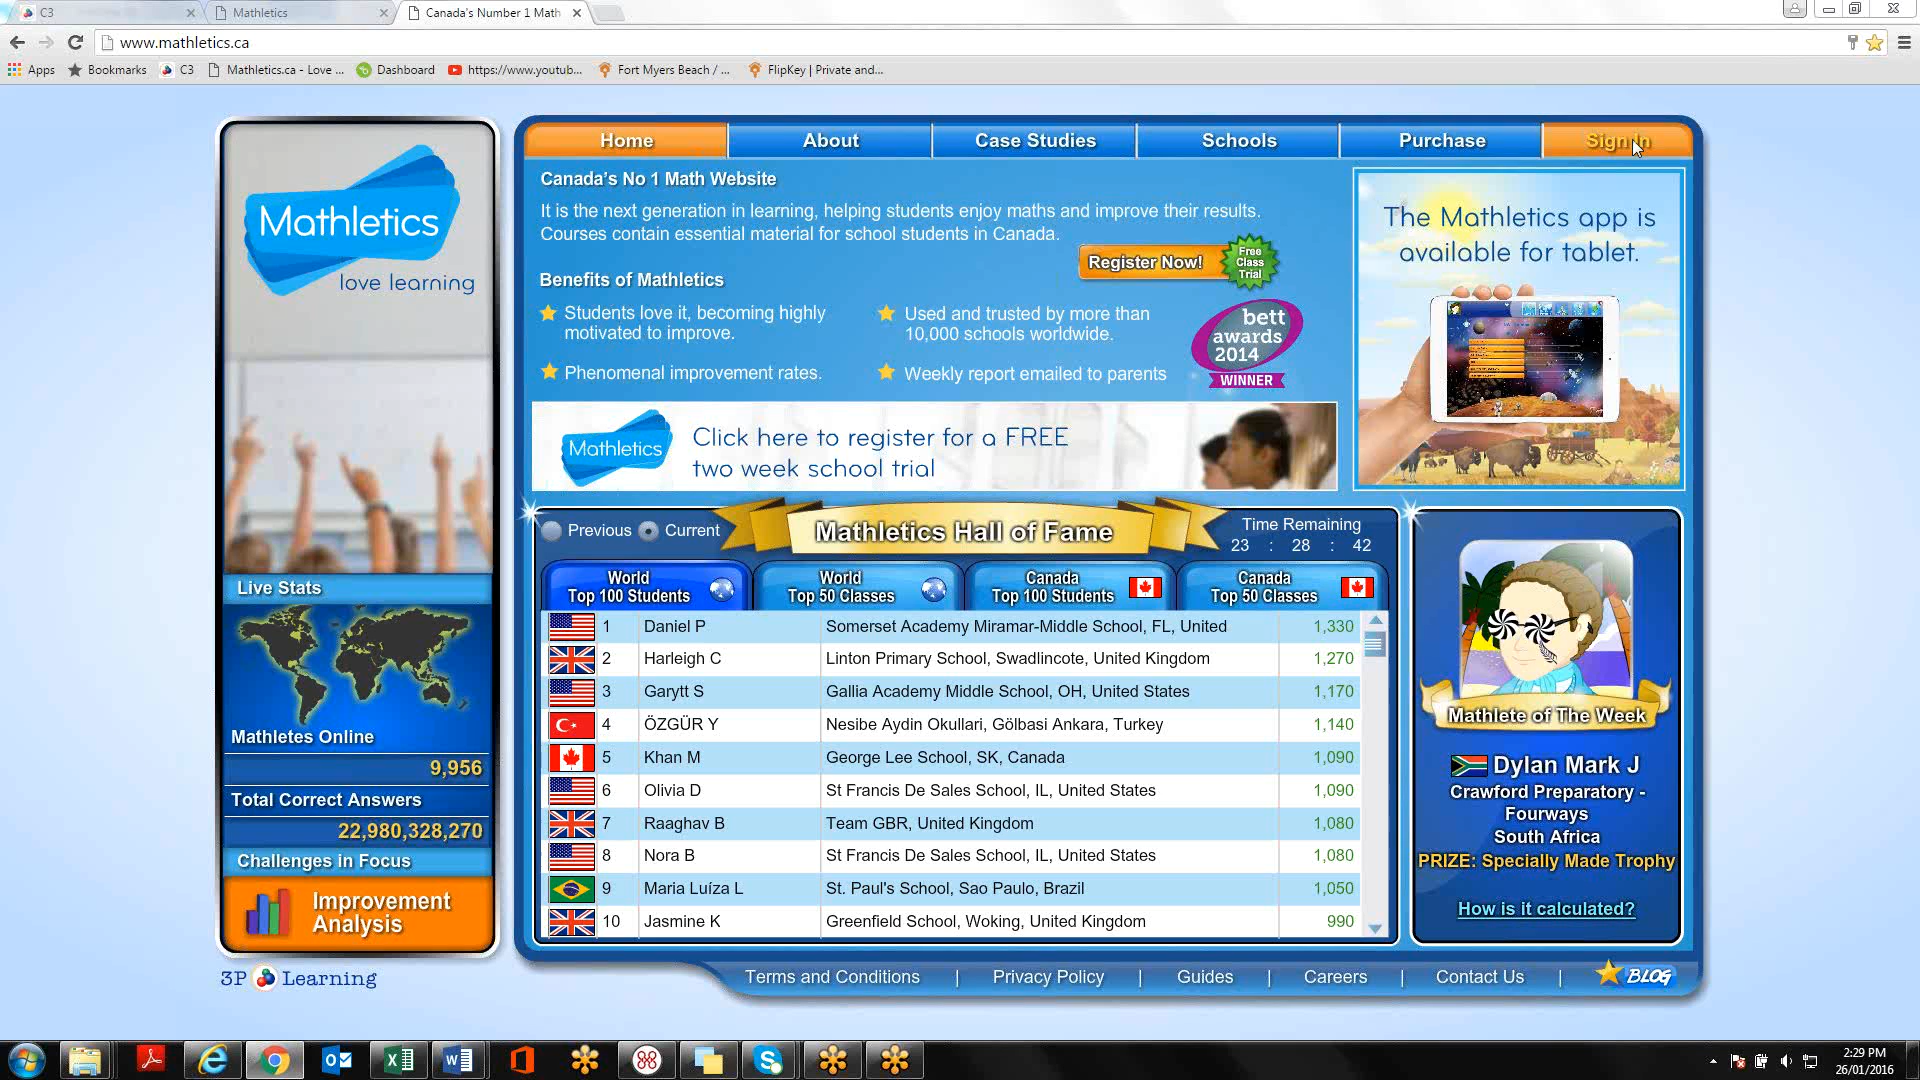 C3
Mathletics
Canada's Number 1 Math
www.mathletics.ca
Apps
Bookmarks
C3
Mathletics.ca - Love ...
Dashboard
https://www.youtub...
Fort Myers Beach / ...
FlipKey | Private and...
Mathletics
love learning
Live Stats
Mathletes Online
9,956
Total Correct Answers
22,980,328,270
Challenges in Focus
Improvement
Analysis
3P Learning
Home
About
Case Studies
Schools
Purchase
Sign In
Canada's No 1 Math Website
It is the next generation in learning, helping students enjoy maths and improve their results.
Courses contain essential material for school students in Canada.
Register Now!
Free
Class
Trial
Benefits of Mathletics
Students love it, becoming highly
motivated to improve.
Used and trusted by more than
10,000 schools worldwide.
Phenomenal improvement rates.
Weekly report emailed to parents
bett
awards
2014
WINNER
Mathletics
Click here to register for a FREE
two week school trial
The Mathletics app is
available for tablet.
Previous
Current
Mathletics Hall of Fame
Time Remaining
23 : 28 : 42
World
Top 100 Students
World
Top 50 Classes
Canada
Top 100 Students
Canada
Top 50 Classes
1 Daniel P Somerset Academy Miramar-Middle School, FL, United 1,330
2 Harleigh C Linton Primary School, Swadlincote, United Kingdom 1,270
3 Garytt S Gallia Academy Middle School, OH, United States 1,170
4 ÖZGÜR Y Nesibe Aydin Okullari, Gölbasi Ankara, Turkey 1,140
5 Khan M George Lee School, SK, Canada 1,090
6 Olivia D St Francis De Sales School, IL, United States 1,090
7 Raaghav B Team GBR, United Kingdom 1,080
8 Nora B St Francis De Sales School, IL, United States 1,080
9 Maria Luíza L St. Paul's School, Sao Paulo, Brazil 1,050
10 Jasmine K Greenfield School, Woking, United Kingdom 990
Mathlete of The Week
Dylan Mark J
Crawford Preparatory -
Fourways
South Africa
PRIZE: Specially Made Trophy
How is it calculated?
Terms and Conditions | Privacy Policy | Guides | Careers | Contact Us | BLOG
2:29 PM
26/01/2016